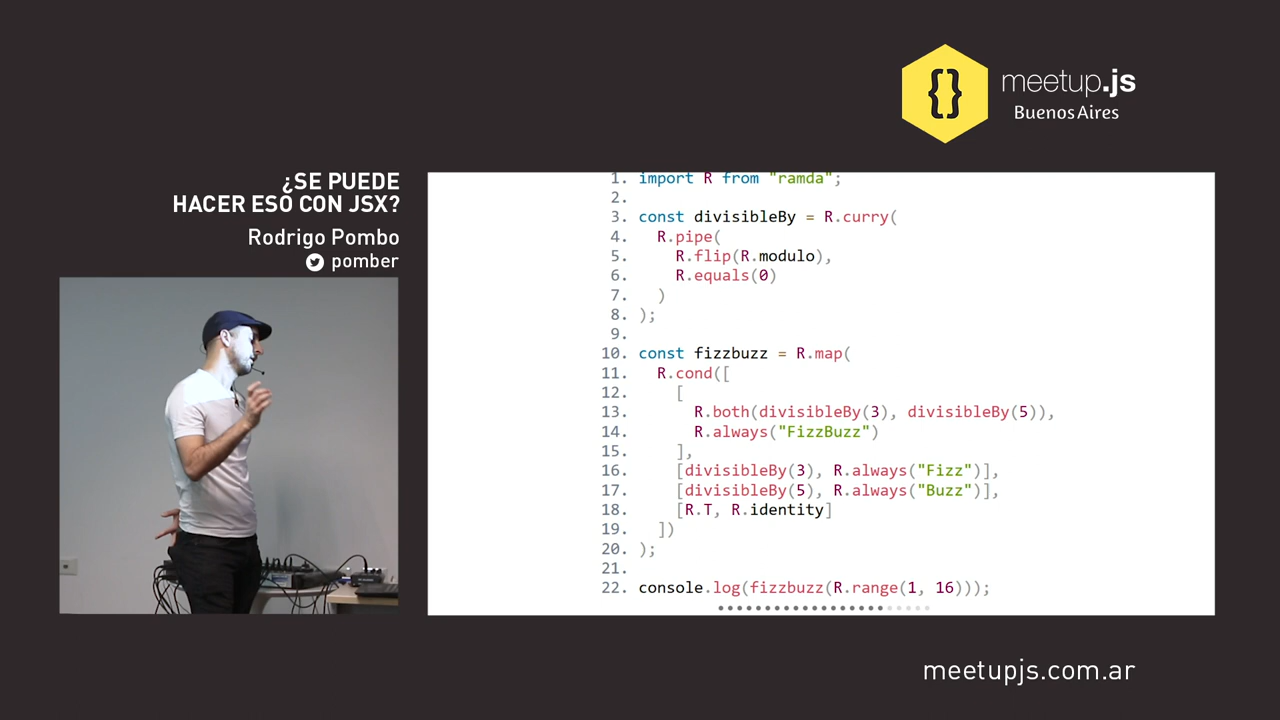 {}
meetup.js
Buenos Aires
¿SE PUEDE
HACER ESO CON JSX?
Rodrigo Pombo
pomber
1. import R from "ramda";
2.
3. const divisibleBy = R.curry(
4.   R.pipe(
5.     R.flip(R.modulo),
6.     R.equals(0)
7.   )
8. );
9.
10. const fizzbuzz = R.map(
11.   R.cond([
12.     [
13.       R.both(divisibleBy(3), divisibleBy(5)),
14.       R.always("FizzBuzz")
15.     ],
16.     [divisibleBy(3), R.always("Fizz")],
17.     [divisibleBy(5), R.always("Buzz")],
18.     [R.T, R.identity]
19.   ])
20. );
21.
22. console.log(fizzbuzz(R.range(1, 16)));
meetupjs.com.ar